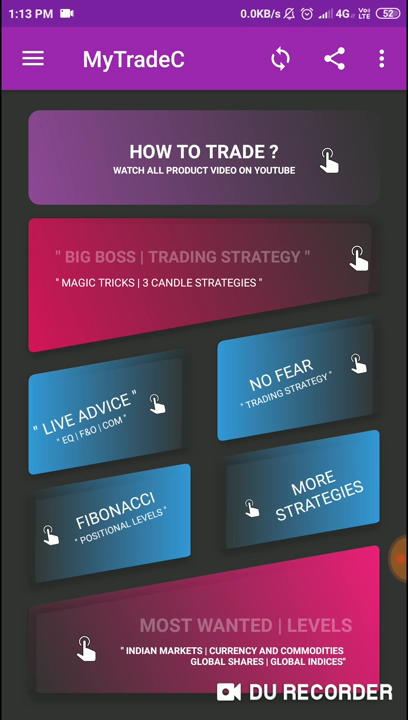 1:13 PM
0.0KB/s
4G
Vo)
LTE
52
MyTradeC
HOW TO TRADE ?
WATCH ALL PRODUCT VIDEO ON YOUTUBE
" BIG BOSS | TRADING STRATEGY "
" MAGIC TRICKS | 3 CANDLE STRATEGIES "
" LIVE ADVICE "
" EQ | F&O | COM "
NO FEAR
" TRADING STRATEGY "
FIBONACCI
" POSITIONAL LEVELS "
MORE
STRATEGIES
MOST WANTED | LEVELS
" INDIAN MARKETS | CURRENCY AND COMMODITIES
GLOBAL SHARES | GLOBAL INDICES"
DU RECORDER